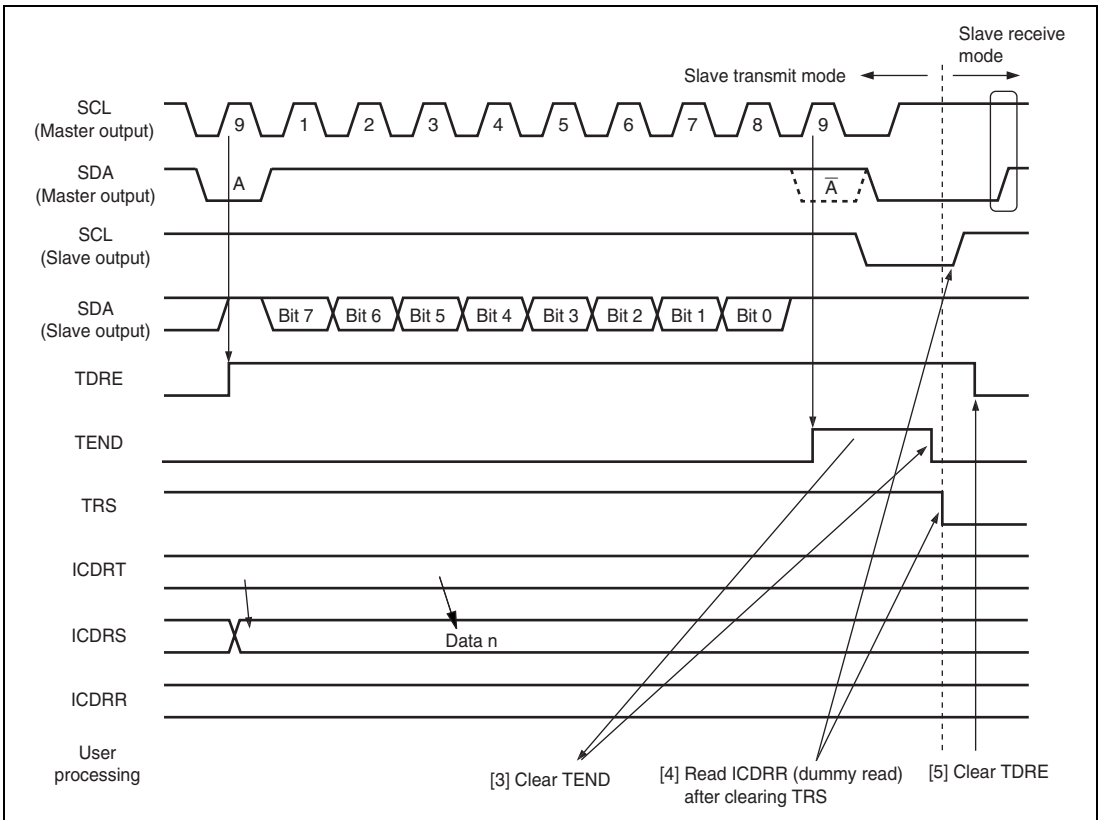 Slave receive
mode
Slave transmit mode
SCL
(Master output)
9 1 2 3 4 5 6 7 8 9
SDA
(Master output)
A A̅
SCL
(Slave output)
SDA
(Slave output)
Bit 7 Bit 6 Bit 5 Bit 4 Bit 3 Bit 2 Bit 1 Bit 0
TDRE
TEND
TRS
ICDRT
ICDRS
Data n
ICDRR
User
processing
[3] Clear TEND
[4] Read ICDRR (dummy read)
after clearing TRS
[5] Clear TDRE